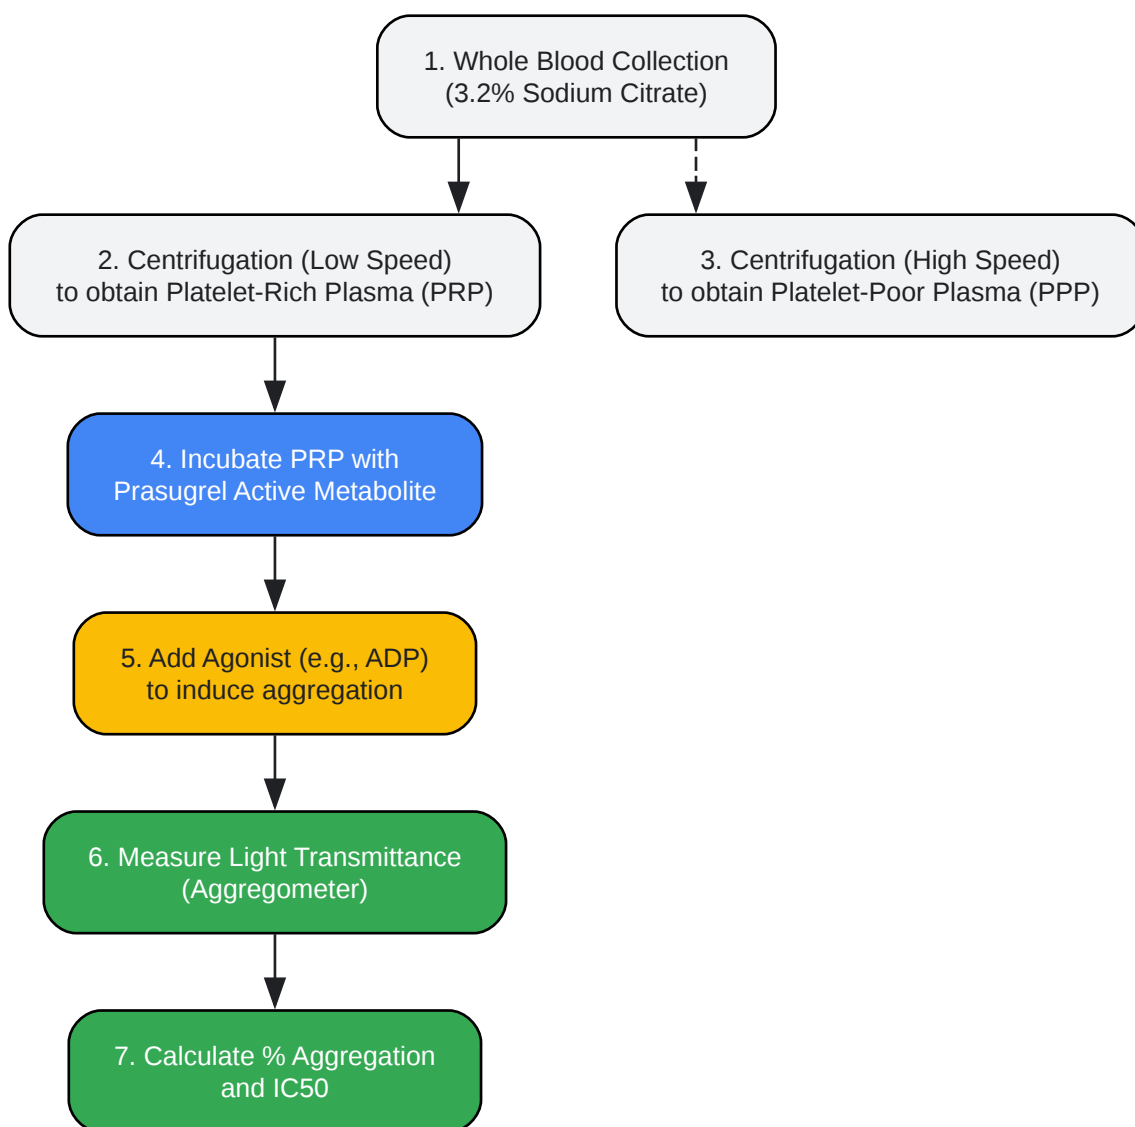 1. Whole Blood Collection
(3.2% Sodium Citrate)
2. Centrifugation (Low Speed)
to obtain Platelet-Rich Plasma (PRP)
3. Centrifugation (High Speed)
to obtain Platelet-Poor Plasma (PPP)
4. Incubate PRP with
Prasugrel Active Metabolite
5. Add Agonist (e.g., ADP)
to induce aggregation
6. Measure Light Transmittance
(Aggregometer)
7. Calculate % Aggregation
and IC50